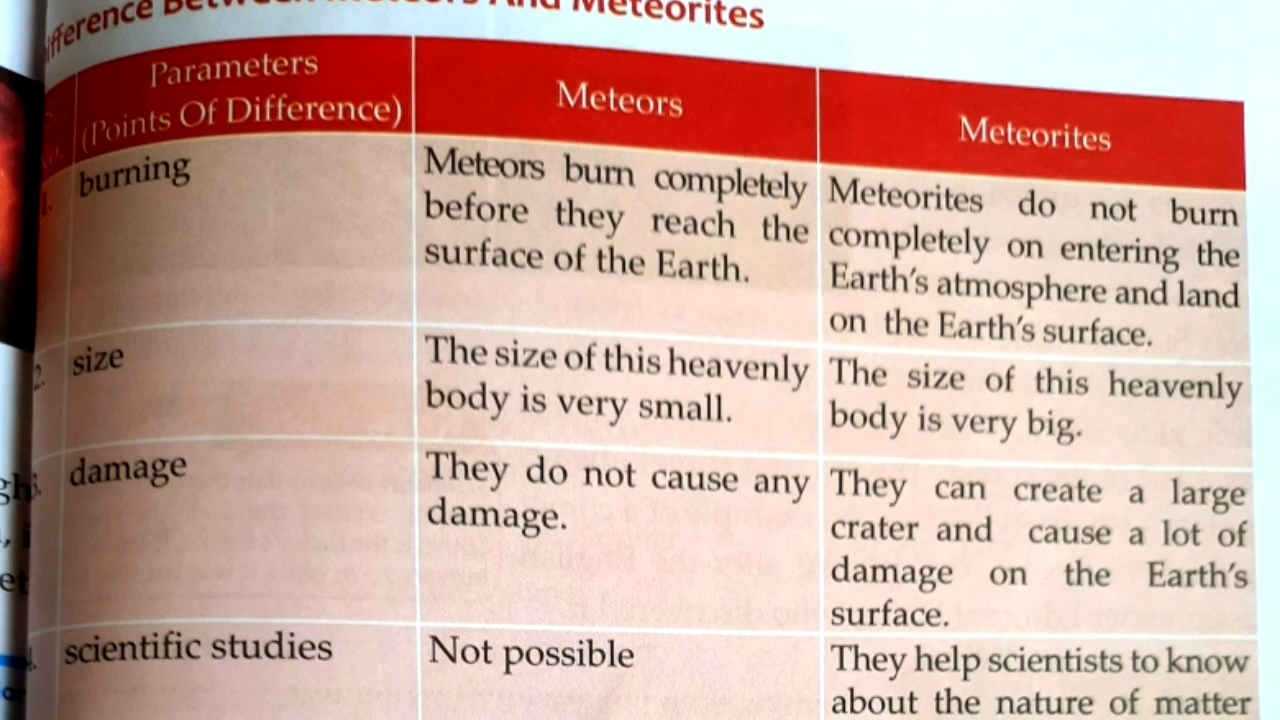 Difference Between Meteors And Meteorites
Parameters
(Points Of Difference)
Meteors
Meteorites
1.
burning
Meteors burn completely
before they reach the
surface of the Earth.
Meteorites do not burn
completely on entering the
Earth's atmosphere and land
on the Earth's surface.
2.
size
The size of this heavenly
body is very small.
The size of this heavenly
body is very big.
damage
They do not cause any
damage.
They can create a large
crater and cause a lot of
damage on the Earth's
surface.
scientific studies
Not possible
They help scientists to know
about the nature of matter